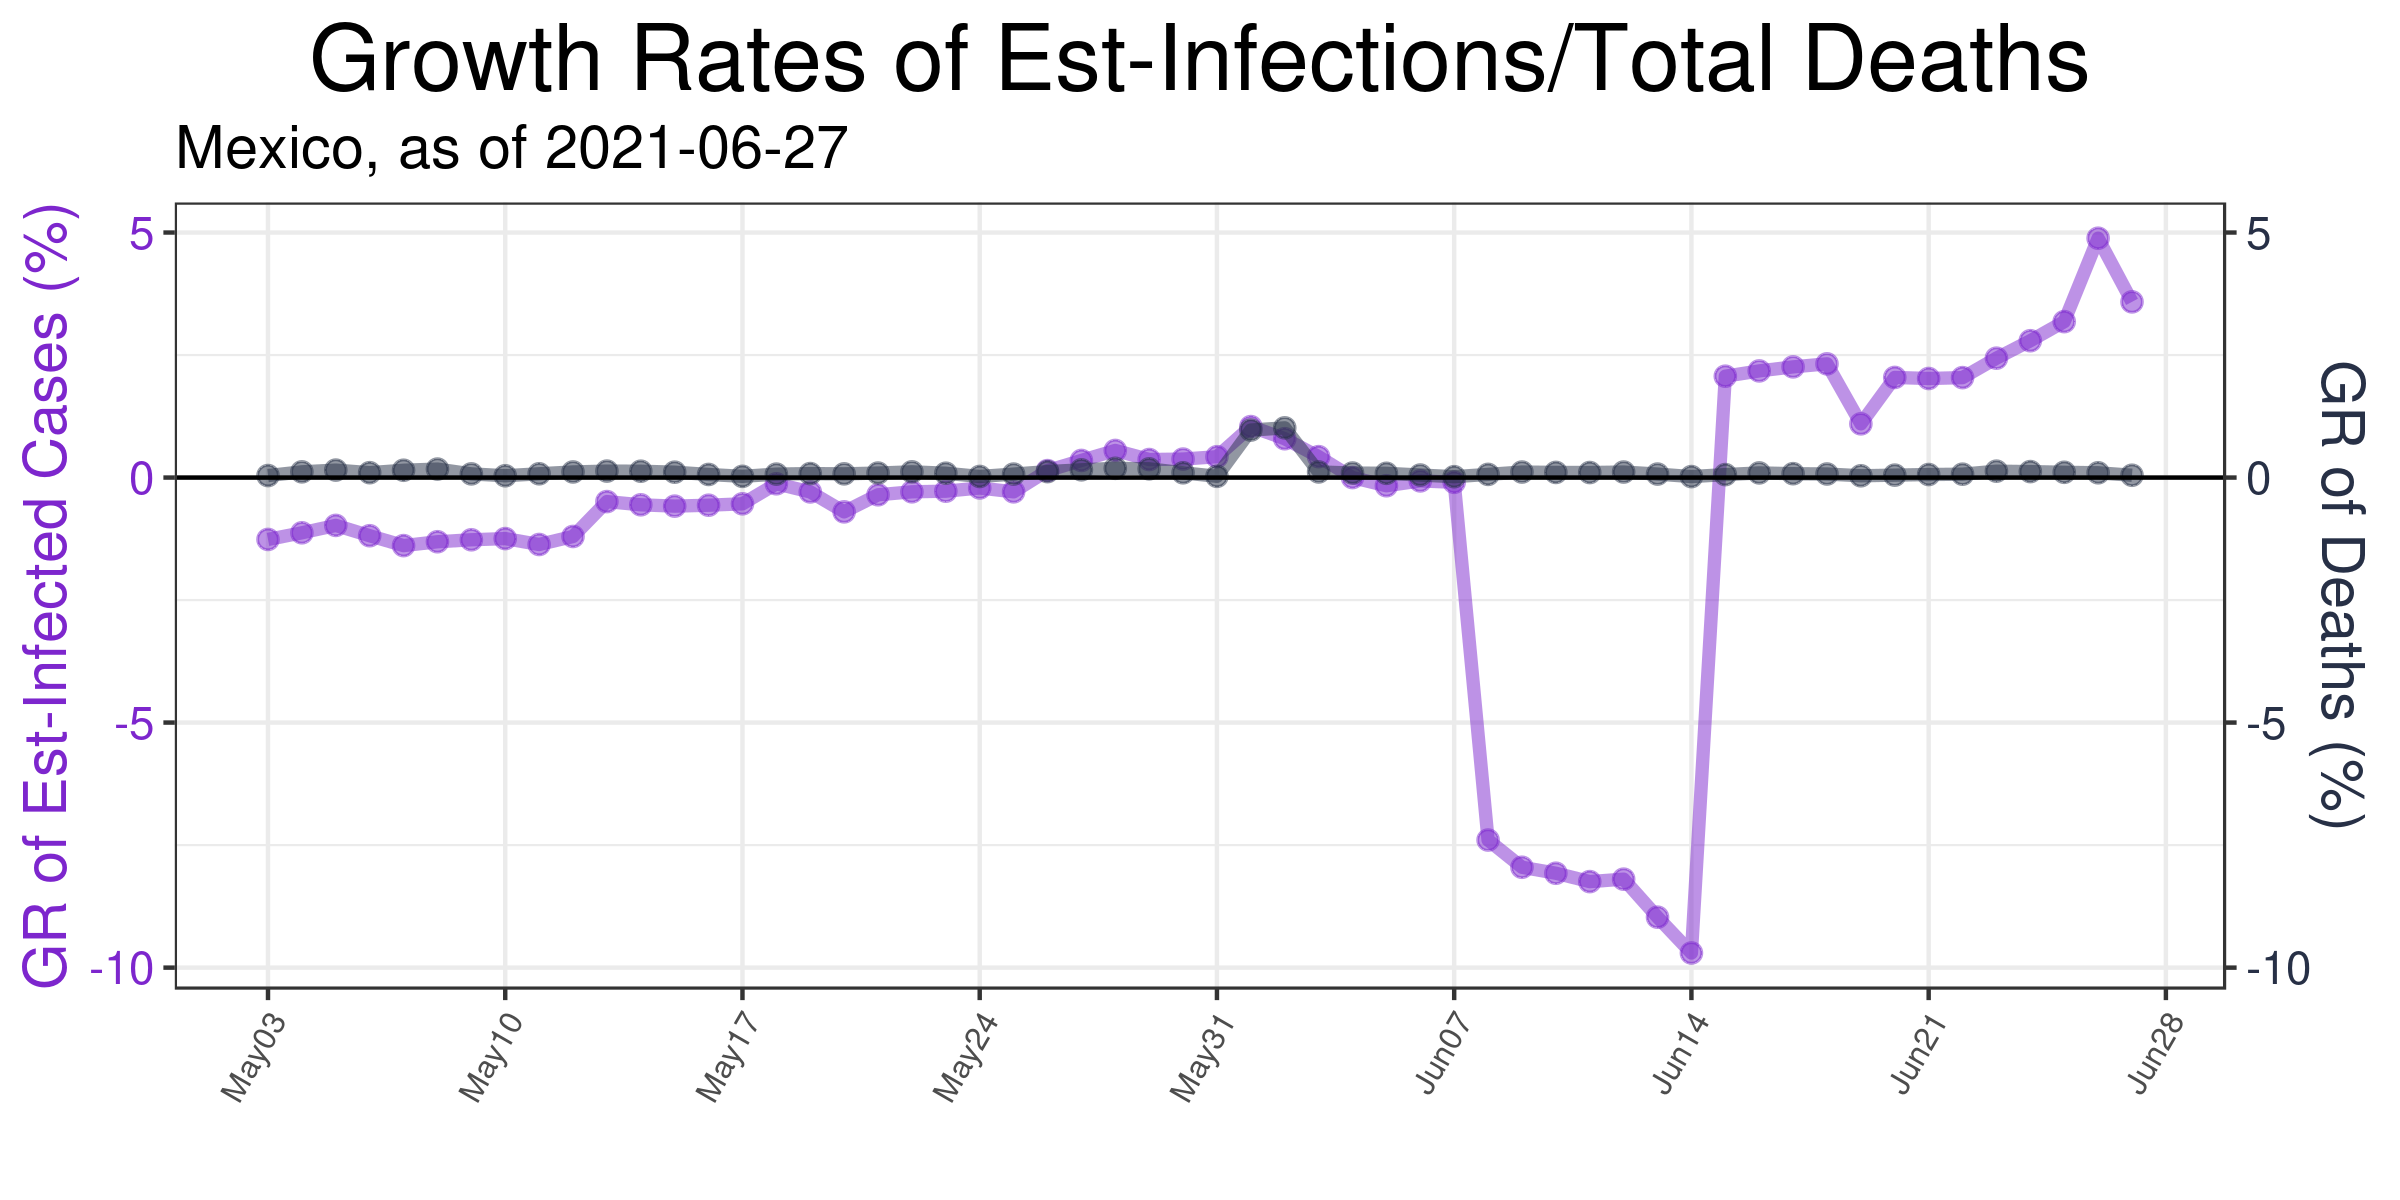 Growth Rates of Est-Infections/Total Deaths
Mexico, as of 2021-06-27
GR of Est-Infected Cases (%)
5
0
-5
-10
5
0
-5
-10
GR of Deaths (%)
May03
May10
May17
May24
May31
Jun07
Jun14
Jun21
Jun28